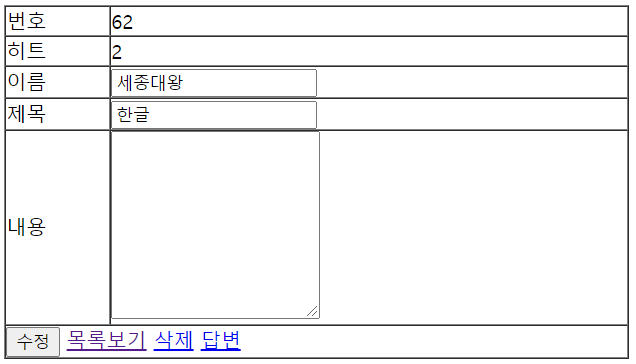 번호 62
히트 2
이름 세종대왕
제목 한글
내용
수정 목록보기 삭제 답변